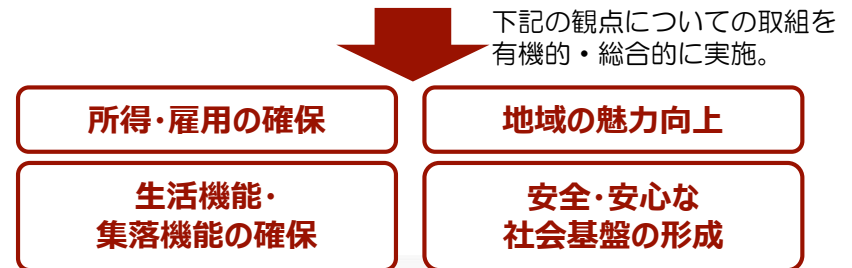 下記の観点についての取組を
有機的・総合的に実施。
所得・雇用の確保
地域の魅力向上
生活機能・
集落機能の確保
安全・安心な
社会基盤の形成